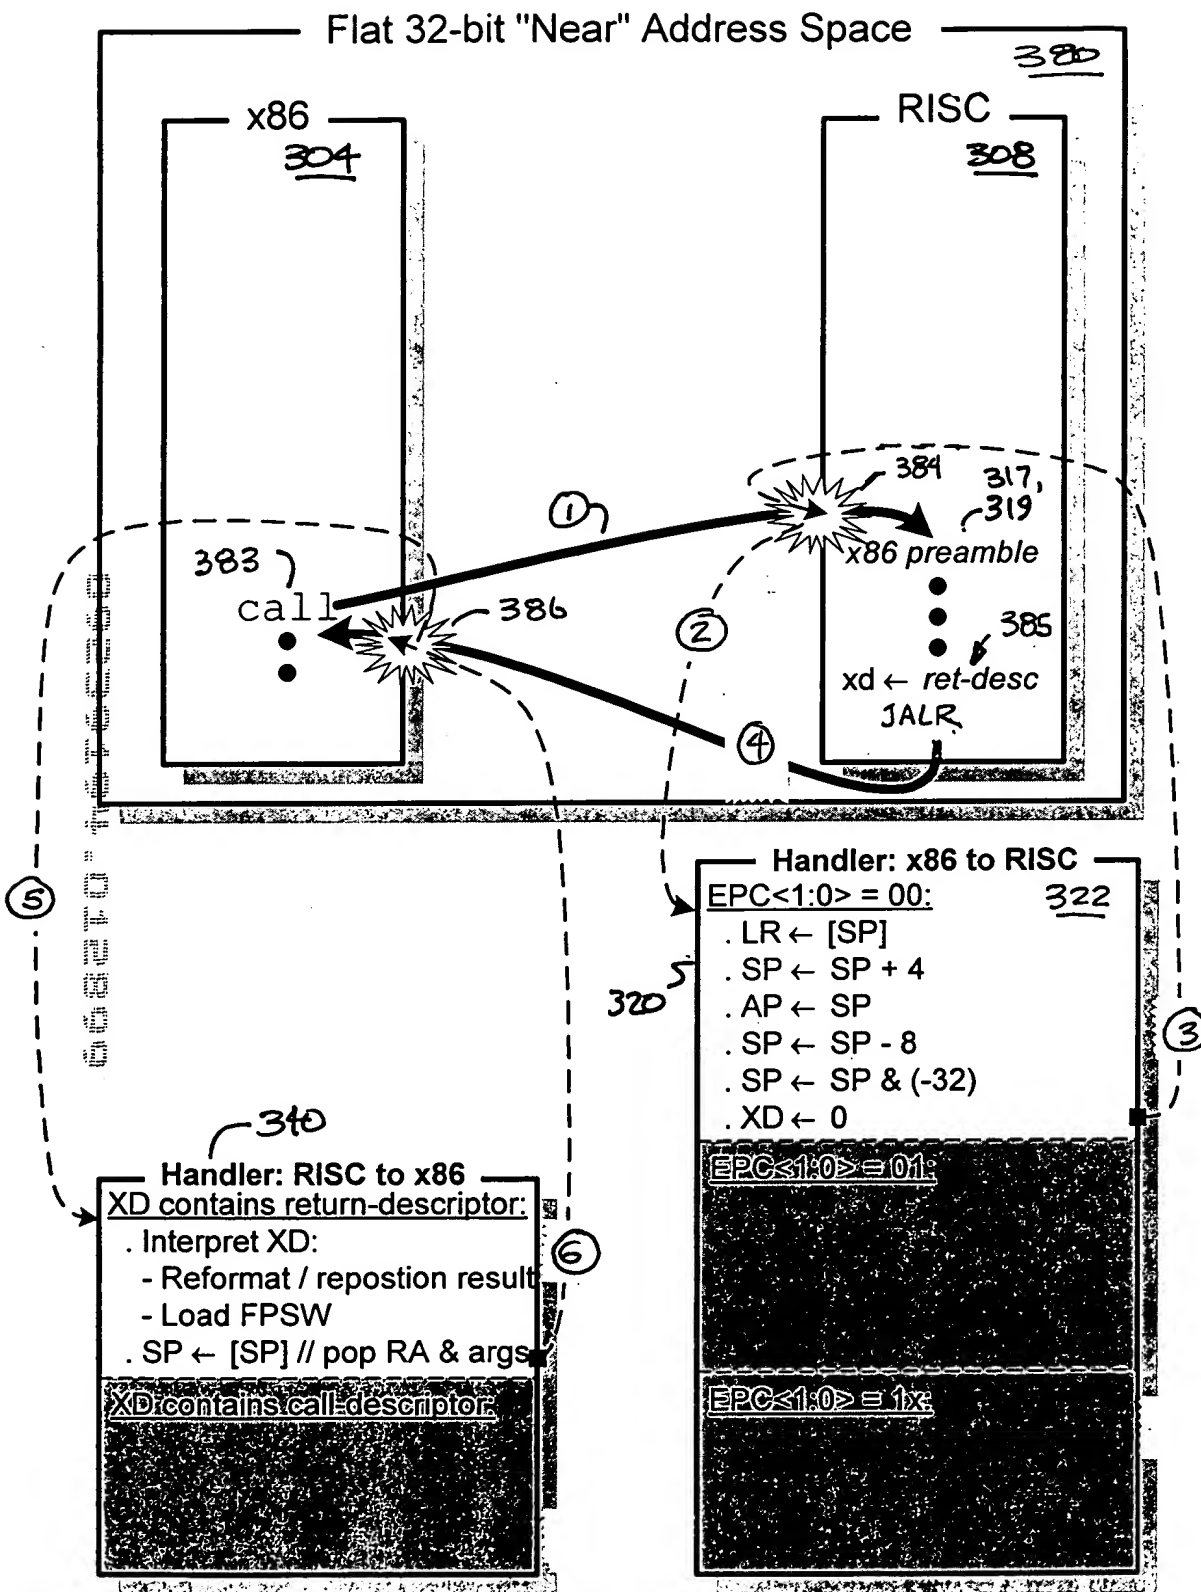 Flat 32-bit "Near" Address Space
380
x86
304
RISC
308
384
317,
319
①
x86 preamble
383
call
386
②
385
xd ← ret-desc
JALR
④
⑤
Handler: x86 to RISC
EPC<1:0> = 00:
322
. LR ← [SP]
. SP ← SP + 4
320
. AP ← SP
. SP ← SP - 8
③
. SP ← SP & (-32)
. XD ← 0
340
EPC<1:0> = 01:
Handler: RISC to x86
XD contains return-descriptor:
. Interpret XD:
⑥
- Reformat / repostion result
- Load FPSW
. SP ← [SP] // pop RA & args
XD contains call-descriptor:
EPC<1:0> = 1x: